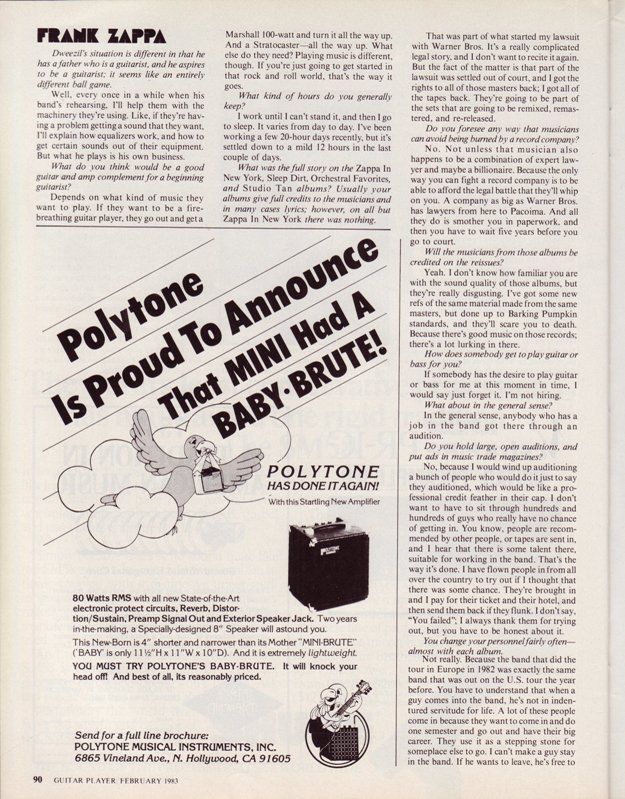 FRANK ZAPPA
Dweezil's situation is different in that he
has a father who is a guitarist, and he aspires
to be a guitarist; it seems like an entirely
different ball game.
Well, every once in a while when his
band's rehearsing, I'll help them with the
machinery they're using. Like, if they're hav-
ing a problem getting a sound that they want,
I'll explain how equalizers work, and how to
get certain sounds out of their equipment.
But what he plays is his own business.
What do you think would be a good
guitar and amp complement for a beginning
guitarist?
Depends on what kind of music they
want to play. If they want to be a fire-
breathing guitar player, they go out and get a
Marshall 100-watt and turn it all the way up.
And a Stratocaster—all the way up. What
else do they need? Playing music is different,
though. If you're just going to get started in
that rock and roll world, that's the way it
goes.
What kind of hours do you generally
keep?
I work until I can't stand it, and then I go
to sleep. It varies from day to day. I've been
working a few 20-hour days recently, but it's
settled down to a mild 12 hours in the last
couple of days.
What was the full story on the Zappa In
New York, Sleep Dirt, Orchestral Favorites,
and Studio Tan albums? Usually your
albums give full credits to the musicians and
in many cases lyrics; however, on all but
Zappa In New York there was nothing.
That was part of what started my lawsuit
with Warner Bros. It's a really complicated
legal story, and I don't want to recite it again.
But the fact of the matter is that part of the
lawsuit was settled out of court, and I got the
rights to all of those masters back; I got all of
the tapes back. They're going to be part of
the sets that are going to be remixed, remas-
tered, and re-released.
Do you foresee any way that musicians
can avoid being burned by a record company?
No. Not unless that musician also
happens to be a combination of expert law-
yer and maybe a billionaire. Because the only
way you can fight a record company is to be
able to afford the legal battle that they'll whip
on you. A company as big as Warner Bros.
has lawyers from here to Pacoima. And all
they do is smother you in paperwork, and
then you have to wait five years before you
go to court.
Will the musicians from those albums be
credited on the reissues?
Yeah. I don't know how familiar you are
with the sound quality of those albums, but
they're really disgusting. I've got some new
refs of the same material made from the same
masters, but done up to Barking Pumpkin
standards, and they'll scare you to death.
Because there's good music on those records;
there's a lot lurking in there.
How does somebody get to play guitar or
bass for you?
If somebody has the desire to play guitar
or bass for me at this moment in time, I
would say just forget it. I'm not hiring.
What about in the general sense?
In the general sense, anybody who has a
job in the band got there through an
audition.
Do you hold large, open auditions, and
put ads in music trade magazines?
No, because I would wind up auditioning
a bunch of people who would do it just to say
they auditioned, which would be like a pro-
fessional credit feather in their cap. I don't
want to have to sit through hundreds and
hundreds of guys who really have no chance
of getting in. You know, people are recom-
mended by other people, or tapes are sent in,
and I hear that there is some talent there,
suitable for working in the band. That's the
way it's done. I have flown people in from all
over the country to try out if I thought that
there was some chance. They're brought in
and I pay for their ticket and their hotel, and
then send them back if they flunk. I don't say,
"You failed"; I always thank them for trying
out, but you have to be honest about it.
You change your personnel fairly often—
almost with each album.
Not really. Because the band that did the
tour in Europe in 1982 was exactly the same
band that was out on the U.S. tour the year
before. You have to understand that when a
guy comes into the band, he's not in inden-
tured servitude for life. A lot of these people
come in because they want to come in and do
one semester and go out and have their big
career. They use it as a stepping stone for
someplace else to go. I can't make a guy stay
in the band. If he wants to leave, he's free to
Polytone
Is Proud To Announce
That MINI Had A
BABY·BRUTE!
POLYTONE
HAS DONE IT AGAIN!
With this Startling New Amplifier
80 Watts RMS with all new State-of-the-Art
electronic protect circuits, Reverb, Distor-
tion/Sustain, Preamp Signal Out and Exterior Speaker Jack. Two years
in-the-making, a Specially-designed 8" Speaker will astound you.
This New-Born is 4" shorter and narrower than its Mother "MINI-BRUTE"
('BABY' is only 11½"H x 11"W x 10"D). And it is extremely lightweight.
YOU MUST TRY POLYTONE'S BABY-BRUTE. It will knock your
head off! And best of all, its reasonably priced.
Send for a full line brochure:
POLYTONE MUSICAL INSTRUMENTS, INC.
6865 Vineland Ave., N. Hollywood, CA 91605
90 GUITAR PLAYER FEBRUARY 1983